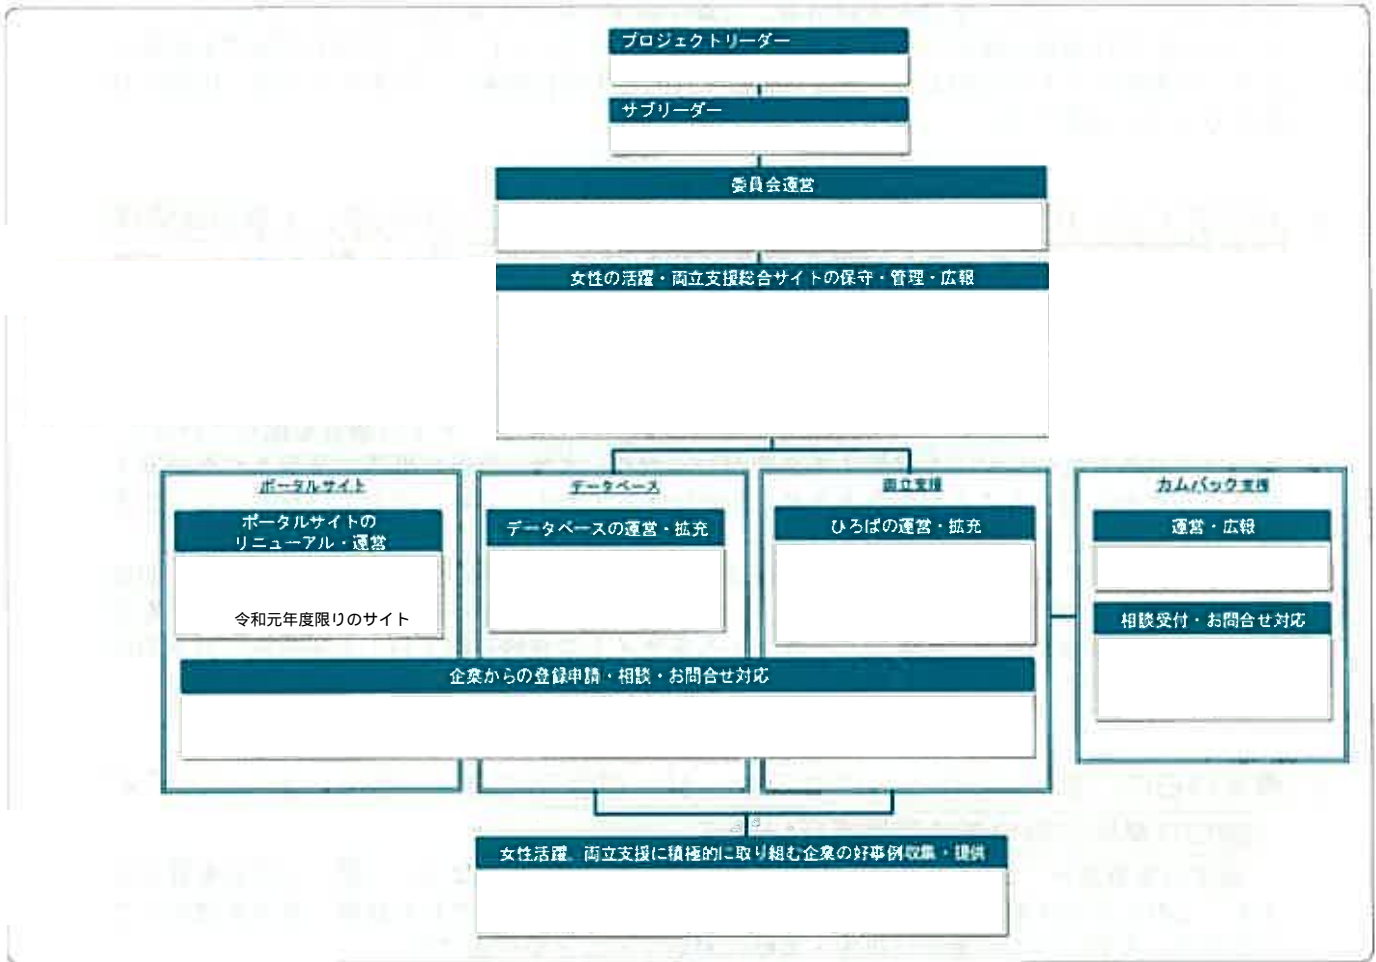 プロジェクトリーダー
サブリーダー
委員会運営
女性の活躍・両立支援総合サイトの保守・管理・広報
ポータルサイト
データベース
両立支援
カムバック支援
ポータルサイトの
リニューアル・運営
データベースの運営・拡充
ひろばの運営・拡充
運営・広報
令和元年度限りのサイト
相談受付・お問合せ対応
企業からの登録申請・相談・お問合せ対応
女性活躍、両立支援に積極的に取り組む企業の好事例収集・提供